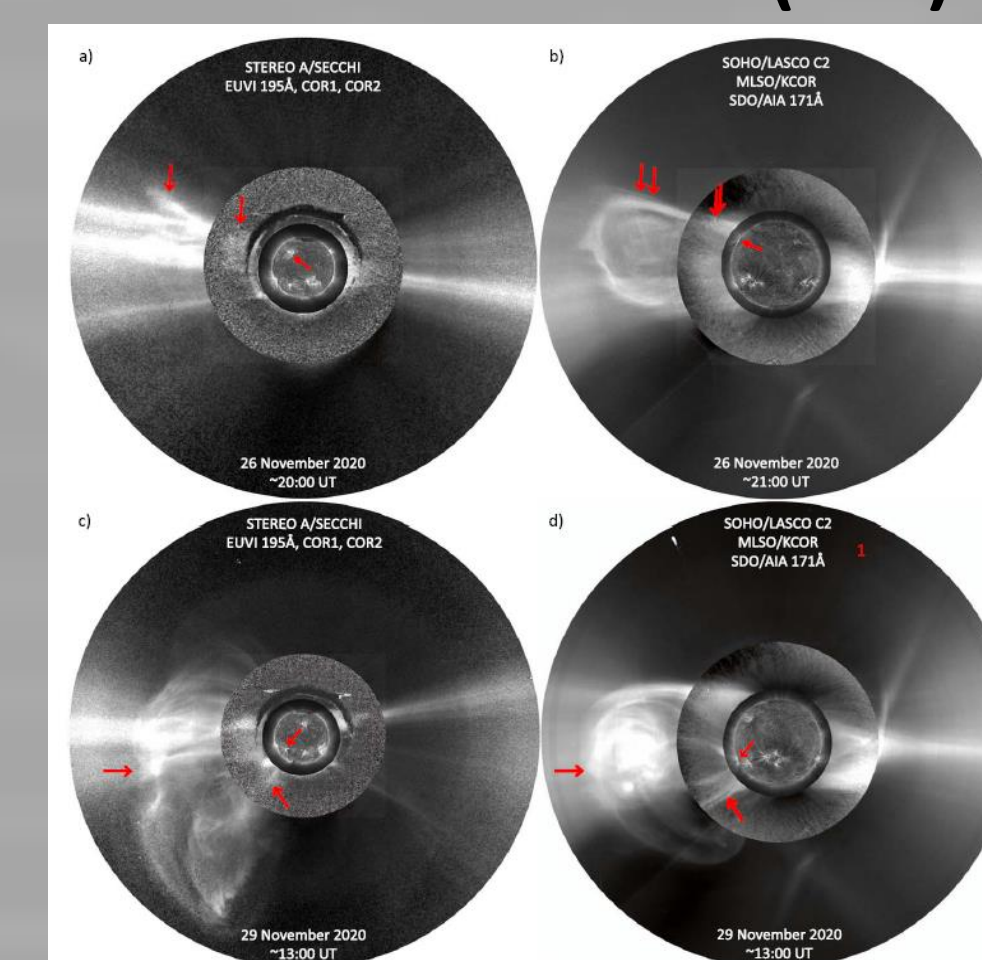 a)
STEREO A/SECCHI
EUVI 195Å, COR1, COR2
26 November 2020
~20:00 UT
b)
SOHO/LASCO C2
MLSO/KCOR
SDO/AIA 171Å
26 November 2020
~21:00 UT
c)
STEREO A/SECCHI
EUVI 195Å, COR1, COR2
29 November 2020
~13:00 UT
d)
SOHO/LASCO C2
MLSO/KCOR
SDO/AIA 171Å
1
29 November 2020
~13:00 UT